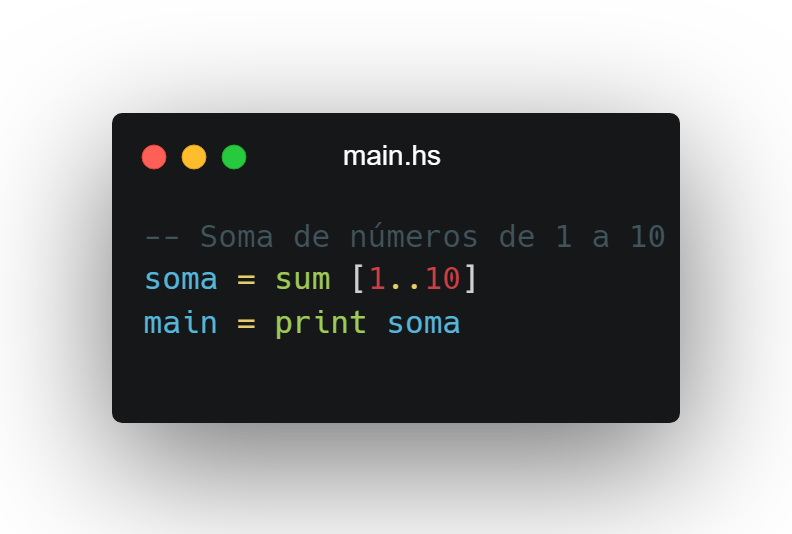 main.hs
-- Soma de números de 1 a 10
soma = sum [1..10]
main = print soma